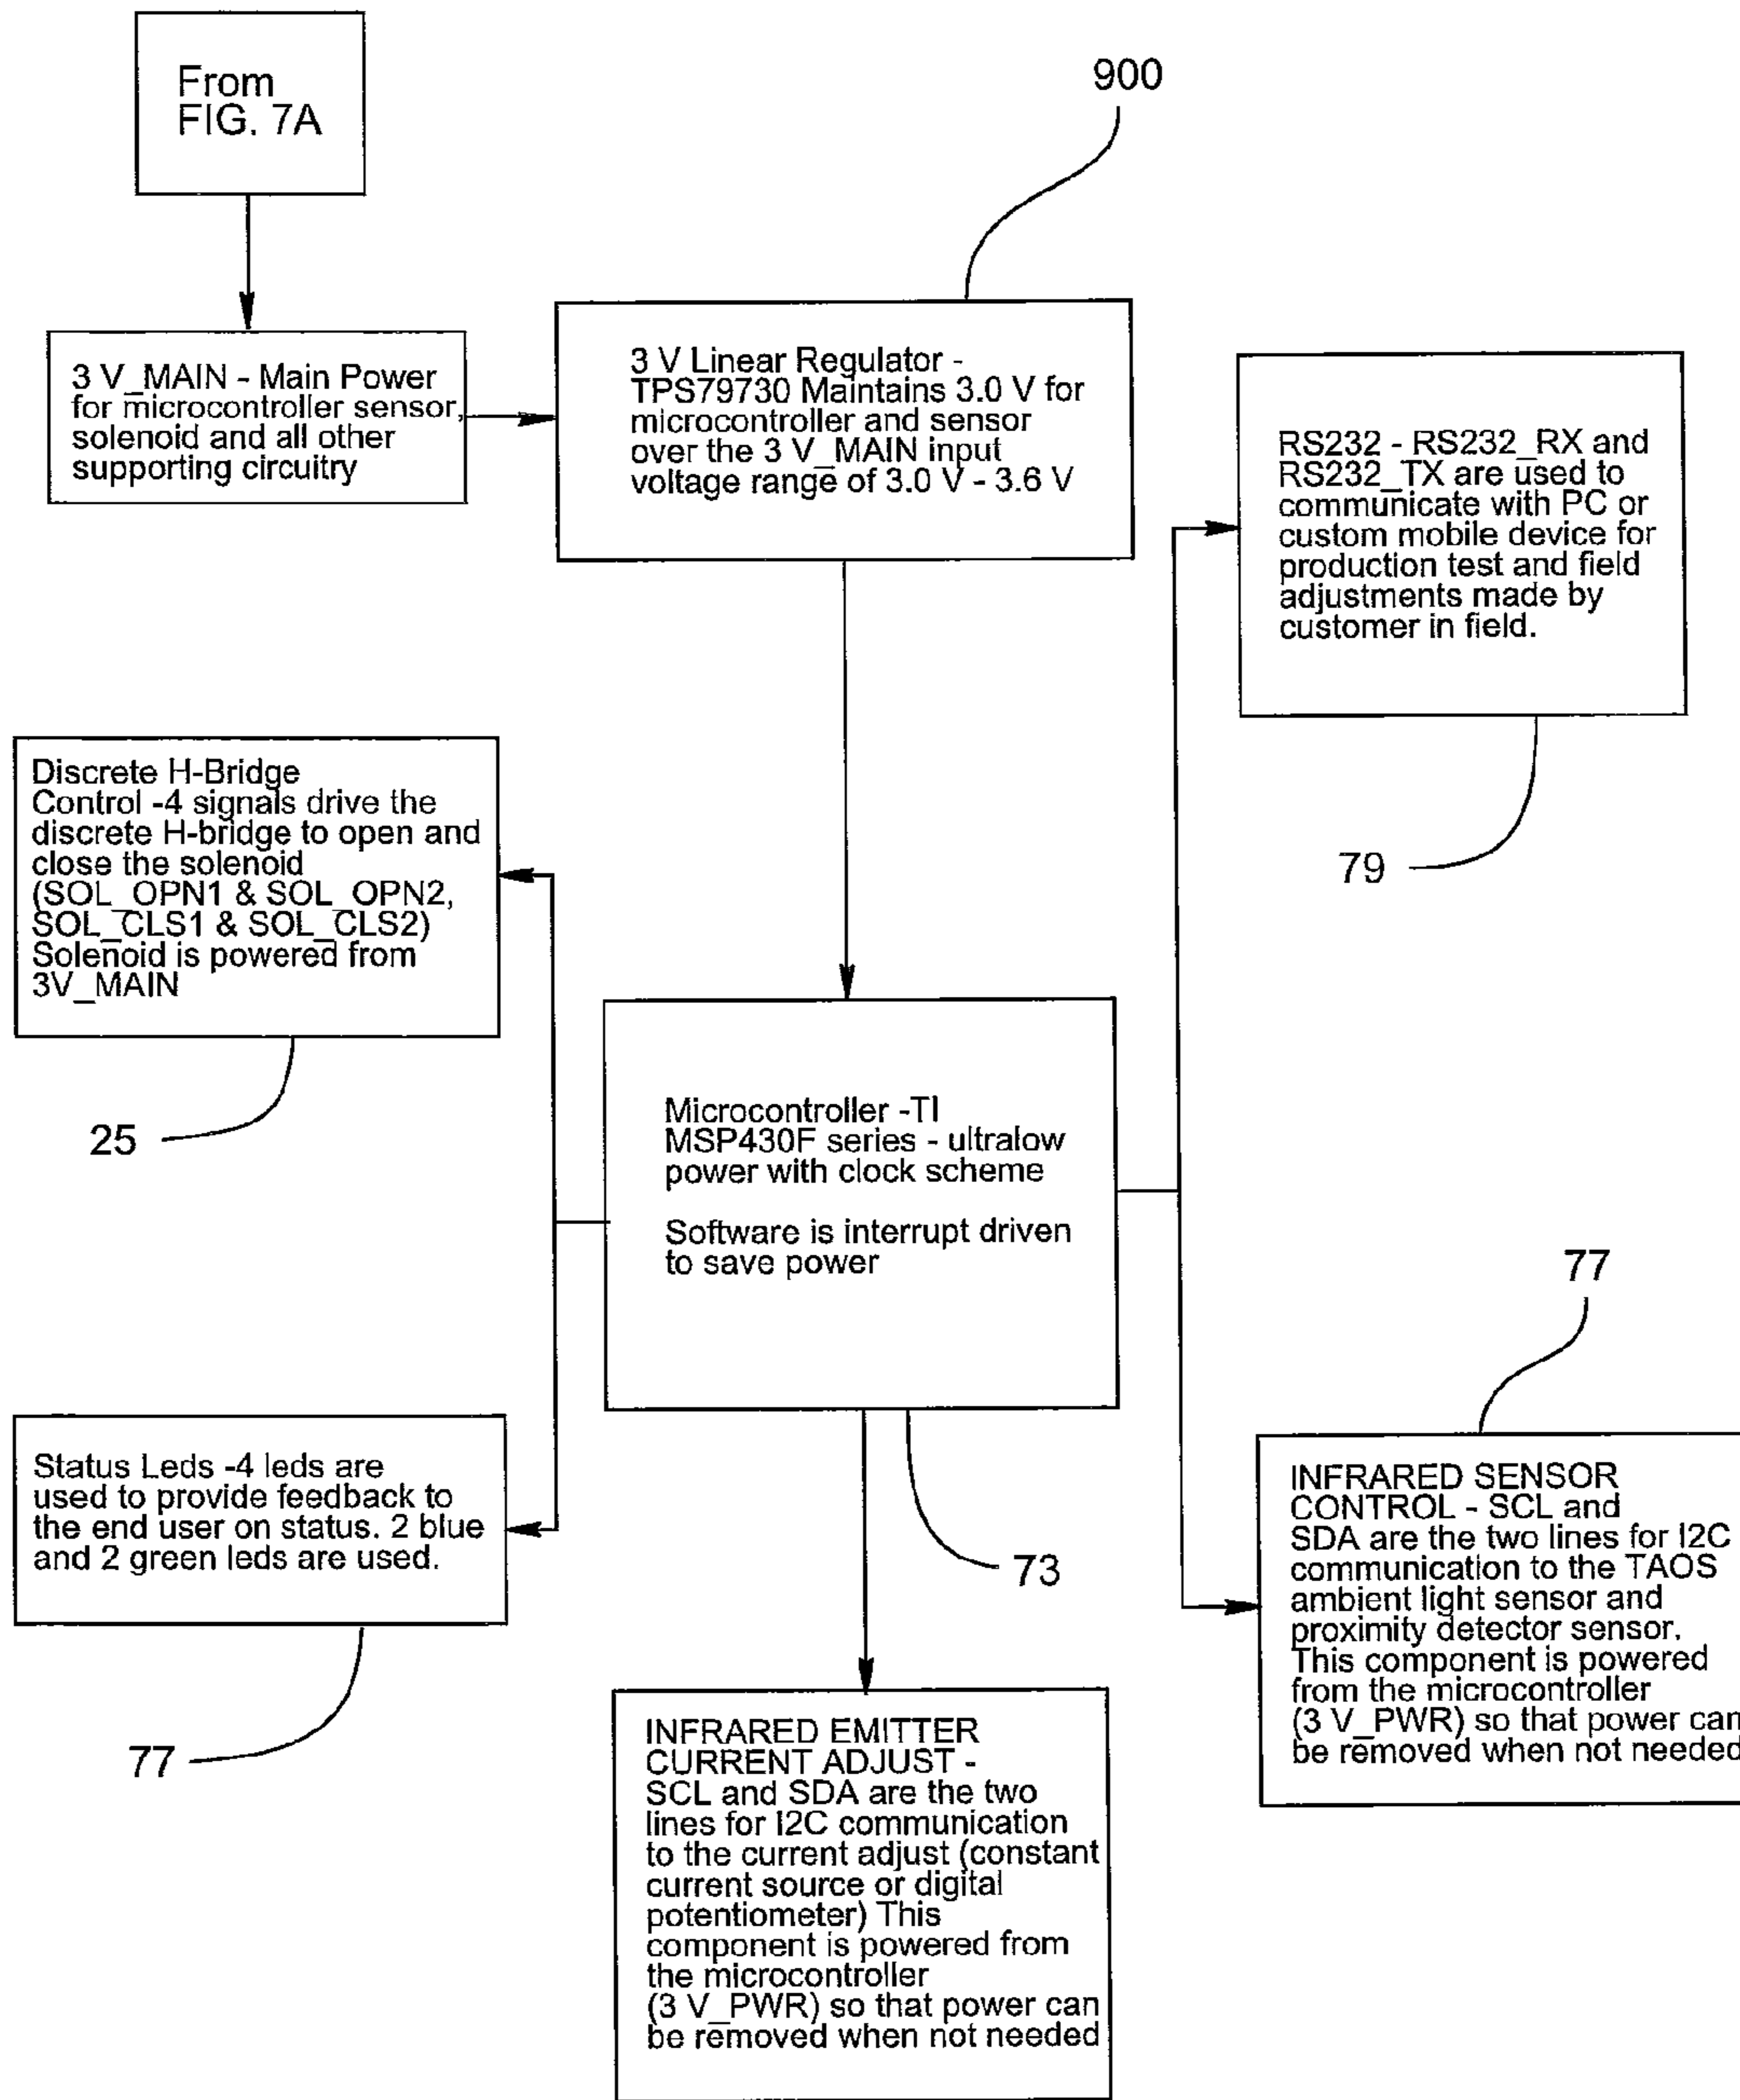 From
FIG. 7A
900
3 V_MAIN - Main Power
for microcontroller sensor,
solenoid and all other
supporting circuitry
3 V Linear Regulator -
TPS79730 Maintains 3.0 V for
microcontroller and sensor
over the 3 V_MAIN input
voltage range of 3.0 V - 3.6 V
RS232 - RS232_RX and
RS232_TX are used to
communicate with PC or
custom mobile device for
production test and field
adjustments made by
customer in field.
79
Discrete H-Bridge
Control -4 signals drive the
discrete H-bridge to open and
close the solenoid
(SOL_OPN1 & SOL_OPN2,
SOL_CLS1 & SOL_CLS2)
Solenoid is powered from
3V_MAIN
25
Microcontroller -TI
MSP430F series - ultralow
power with clock scheme
Software is interrupt driven
to save power
73
77
Status Leds -4 leds are
used to provide feedback to
the end user on status. 2 blue
and 2 green leds are used.
77
INFRARED SENSOR
CONTROL - SCL and
SDA are the two lines for I2C
communication to the TAOS
ambient light sensor and
proximity detector sensor.
This component is powered
from the microcontroller
(3 V_PWR) so that power can
be removed when not needed
INFRARED EMITTER
CURRENT ADJUST -
SCL and SDA are the two
lines for I2C communication
to the current adjust (constant
current source or digital
potentiometer) This
component is powered from
the microcontroller
(3 V_PWR) so that power can
be removed when not needed